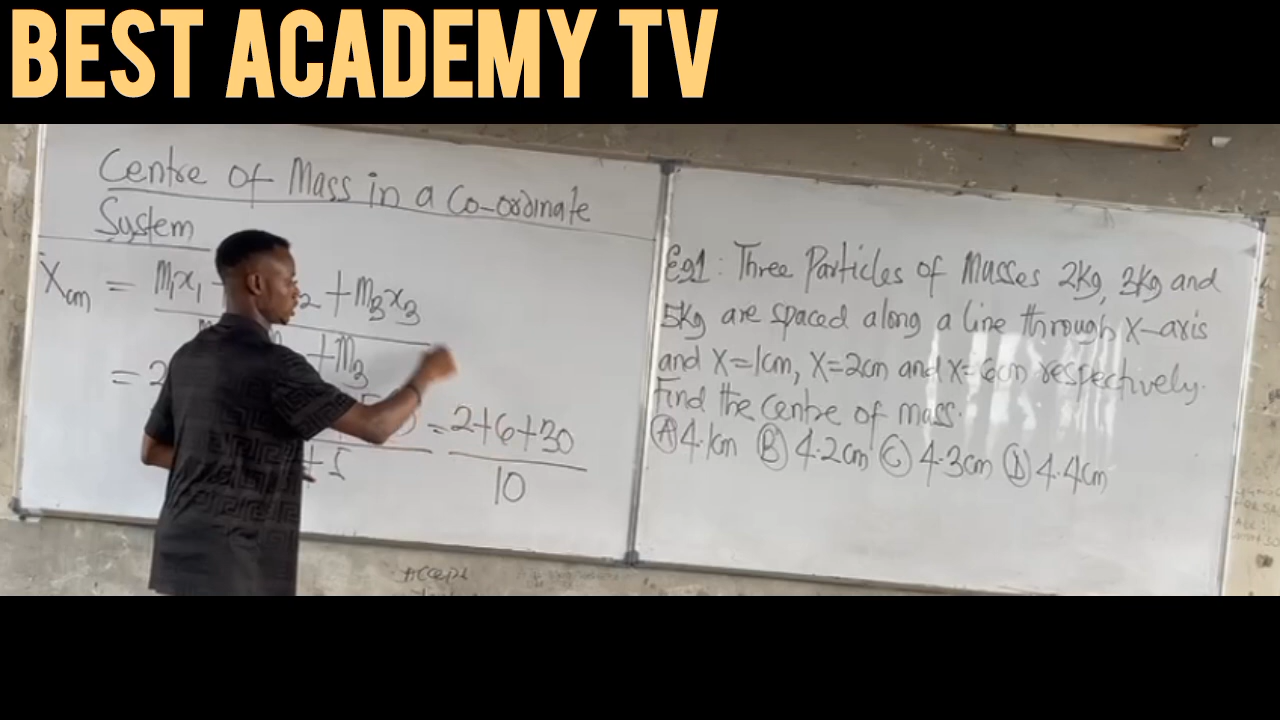 BEST ACADEMY TV
Centre of Mass in a Co-ordinate
System
Xcm = m₁x₁ + ₂ + m₃x₃
+ m₃
= 2
+5
= 2+6+30
10
Eg1: Three Particles of Masses 2kg, 3kg and
5kg are spaced along a line through X-axis
and X=1cm, X=2cm and X=6cm respectively.
Find the centre of mass.
(A) 4.1cm (B) 4.2cm (C) 4.3cm (D) 4.4cm
Accept